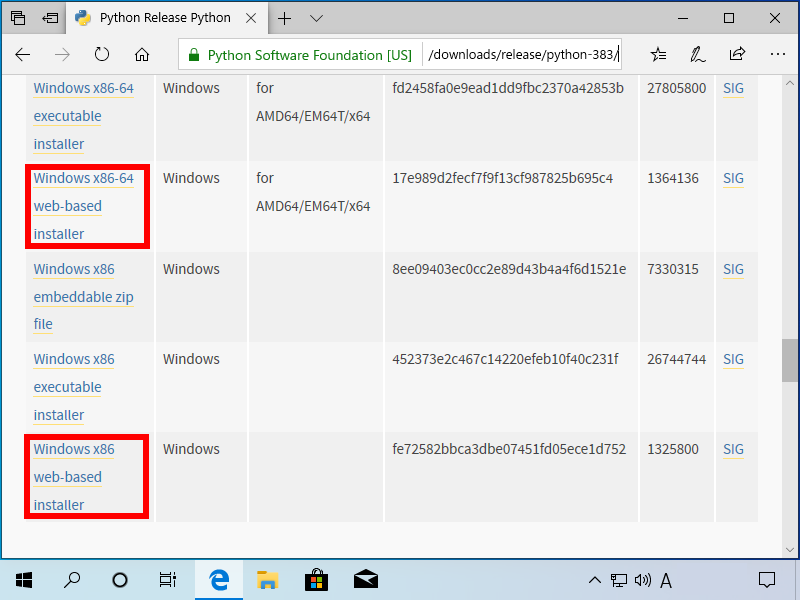 Python Release Python
Python Software Foundation [US] /downloads/release/python-383/
Windows x86-64 executable installer Windows for AMD64/EM64T/x64 fd2458fa0e9ead1dd9fbc2370a42853b 27805800 SIG
Windows x86-64 web-based installer Windows for AMD64/EM64T/x64 17e989d2fecf7f9f13cf987825b695c4 1364136 SIG
Windows x86 embeddable zip file Windows 8ee09403ec0cc2e89d43b4a4f6d1521e 7330315 SIG
Windows x86 executable installer Windows 452373e2c467c14220efeb10f40c231f 26744744 SIG
Windows x86 web-based installer Windows fe72582bbca3dbe07451fd05ece1d752 1325800 SIG
A